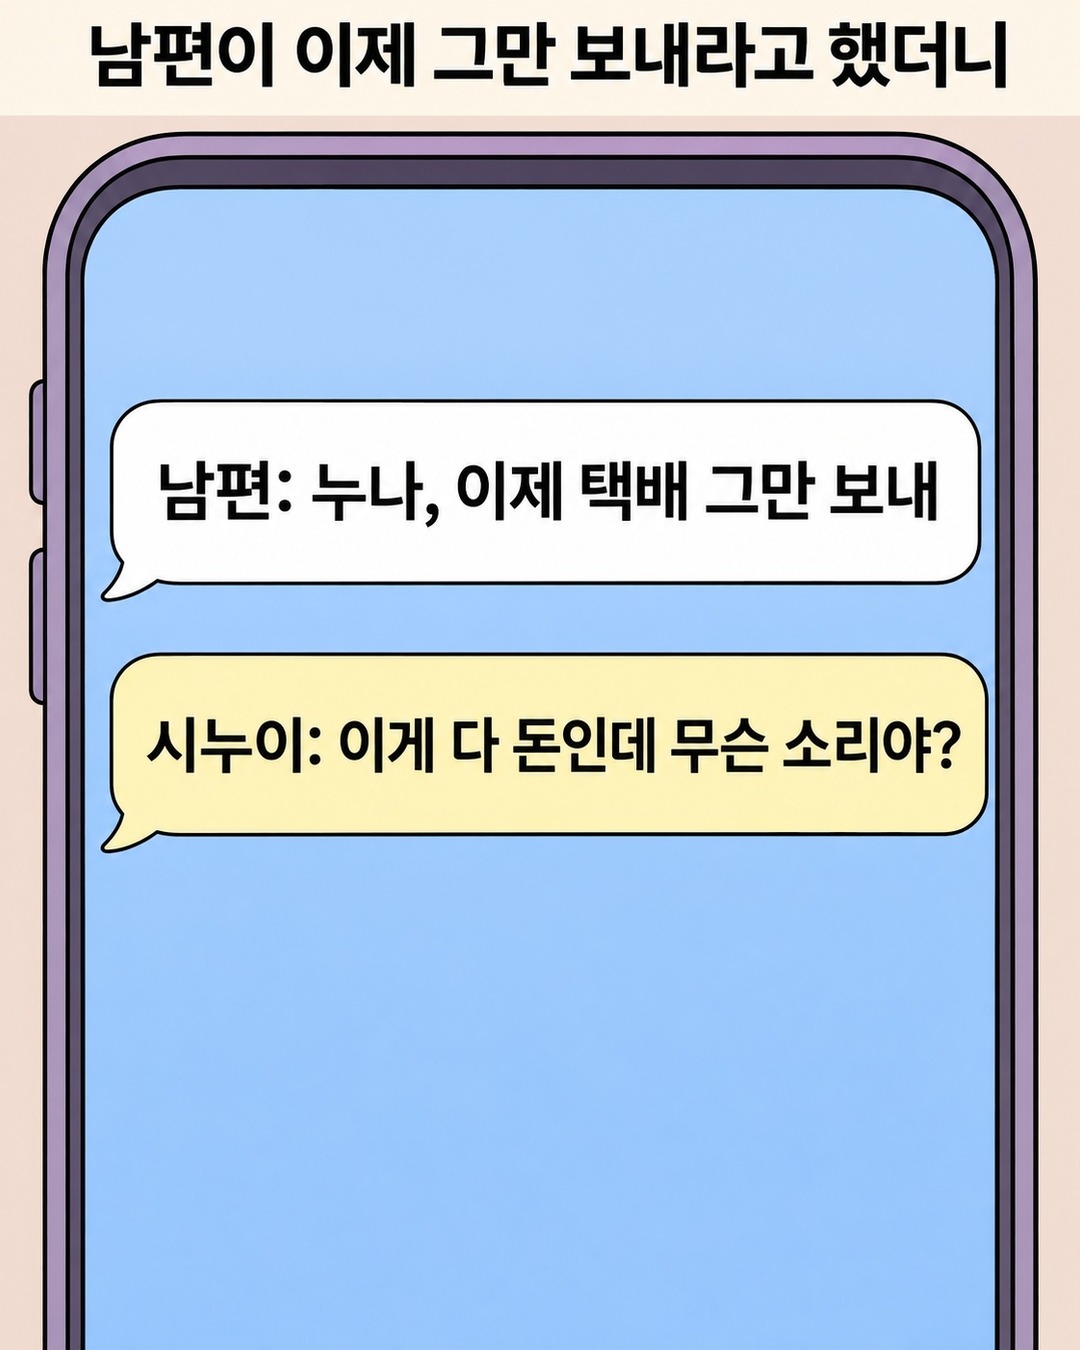 남편이 이제 그만 보내라고 했더니
남편: 누나, 이제 택배 그만 보내
시누이: 이게 다 돈인데 무슨 소리야?